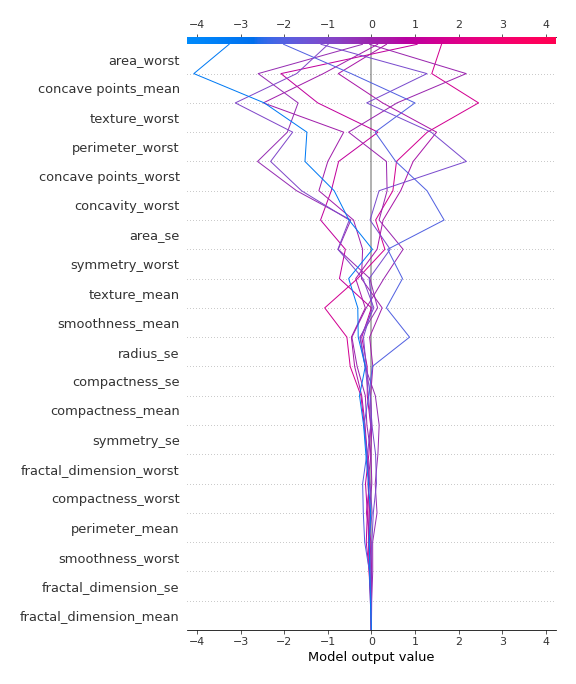 −4 −3 −2 −1 0 1 2 3 4
area_worst
concave points_mean
texture_worst
perimeter_worst
concave points_worst
concavity_worst
area_se
symmetry_worst
texture_mean
smoothness_mean
radius_se
compactness_se
compactness_mean
symmetry_se
fractal_dimension_worst
compactness_worst
perimeter_mean
smoothness_worst
fractal_dimension_se
fractal_dimension_mean
−4 −3 −2 −1 0 1 2 3 4
Model output value